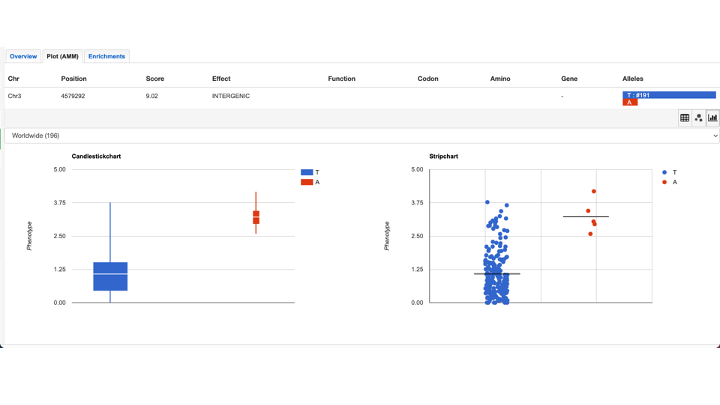 Overview Plot (AMM) Enrichments
Chr Position Score Effect Function Codon Amino Gene Alleles
Chr3 4579292 9.02 INTERGENIC - T : #191
A
Worldwide (196)
Candlestickchart
5.00
3.75
2.50
1.25
0.00
Phenotype
T
A
Stripchart
5.00
3.75
2.50
1.25
0.00
Phenotype
T
A